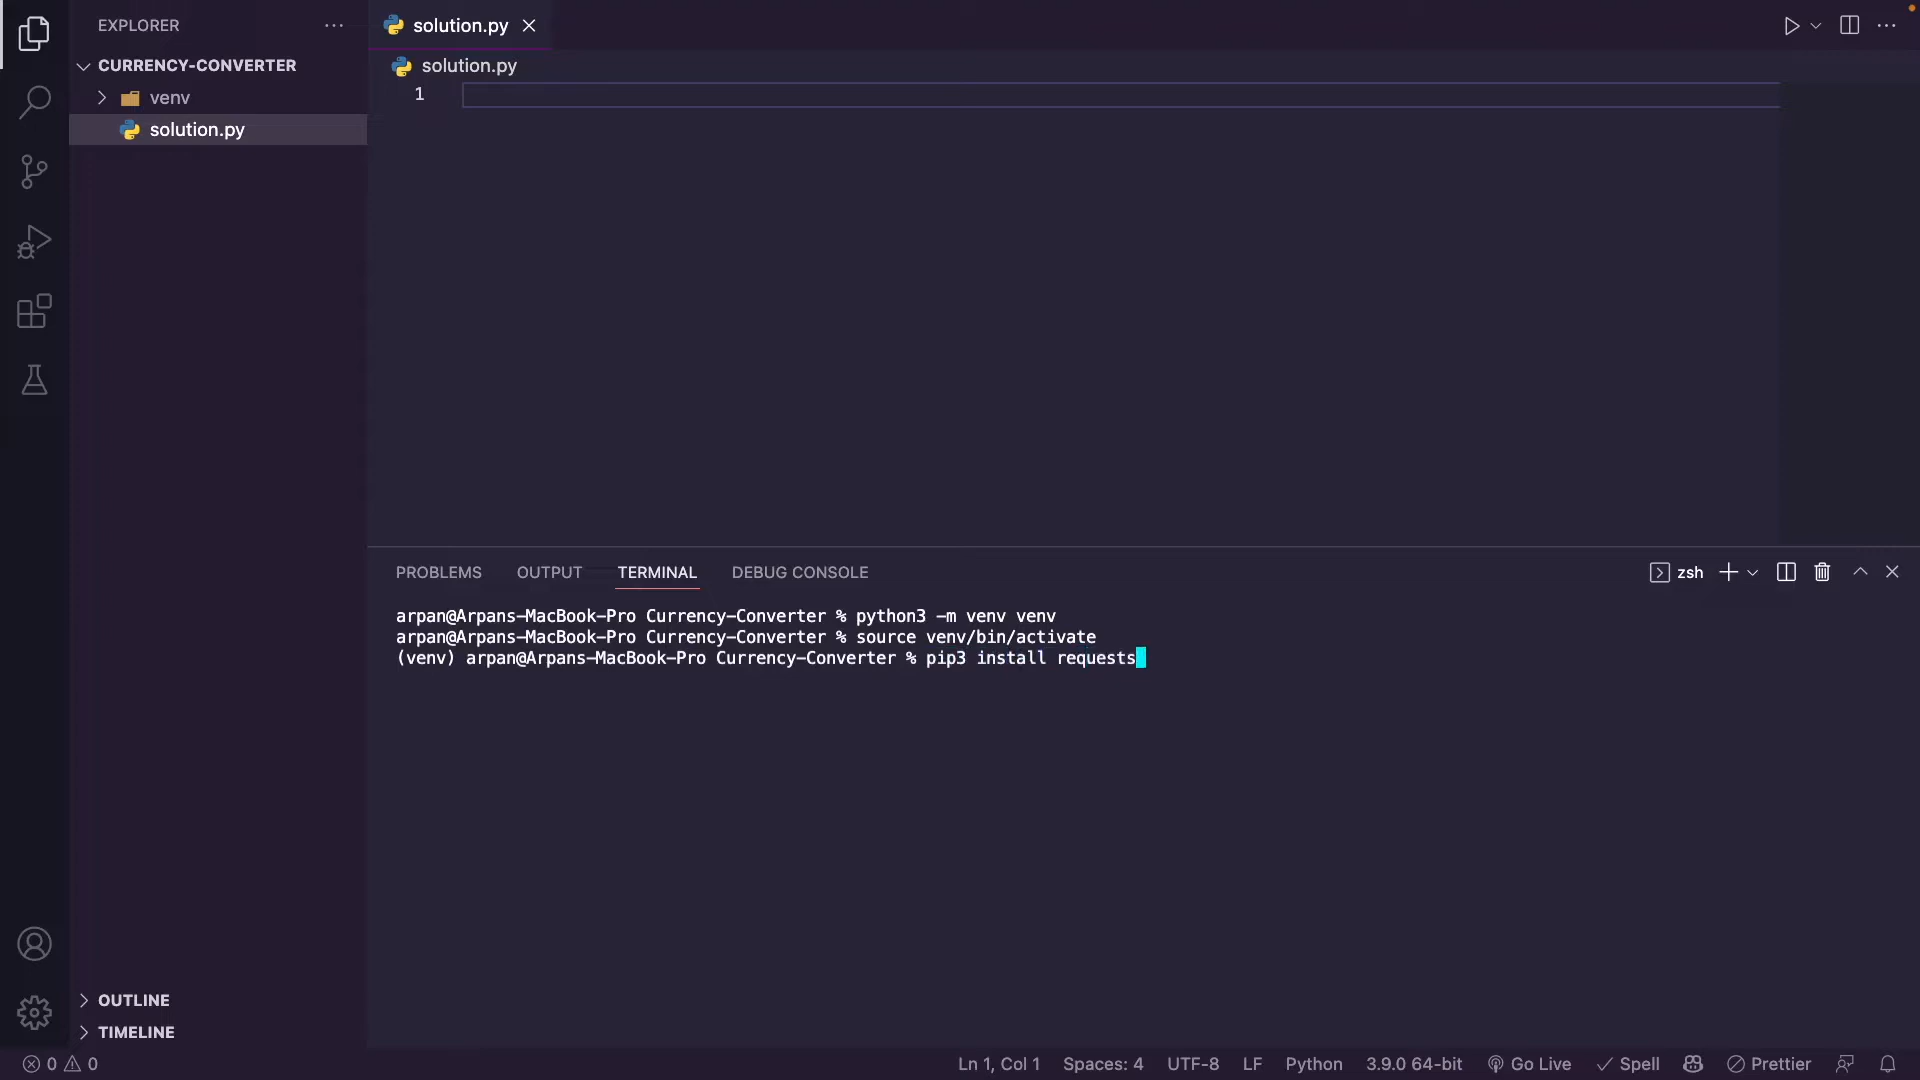 EXPLORER
CURRENCY-CONVERTER
venv
solution.py
OUTLINE
TIMELINE
solution.py
solution.py
1
PROBLEMS OUTPUT TERMINAL DEBUG CONSOLE
zsh
arpan@Arpans-MacBook-Pro Currency-Converter % python3 -m venv venv
arpan@Arpans-MacBook-Pro Currency-Converter % source venv/bin/activate
(venv) arpan@Arpans-MacBook-Pro Currency-Converter % pip3 install requests
0 0 Ln 1, Col 1 Spaces: 4 UTF-8 LF Python 3.9.0 64-bit Go Live Spell Prettier